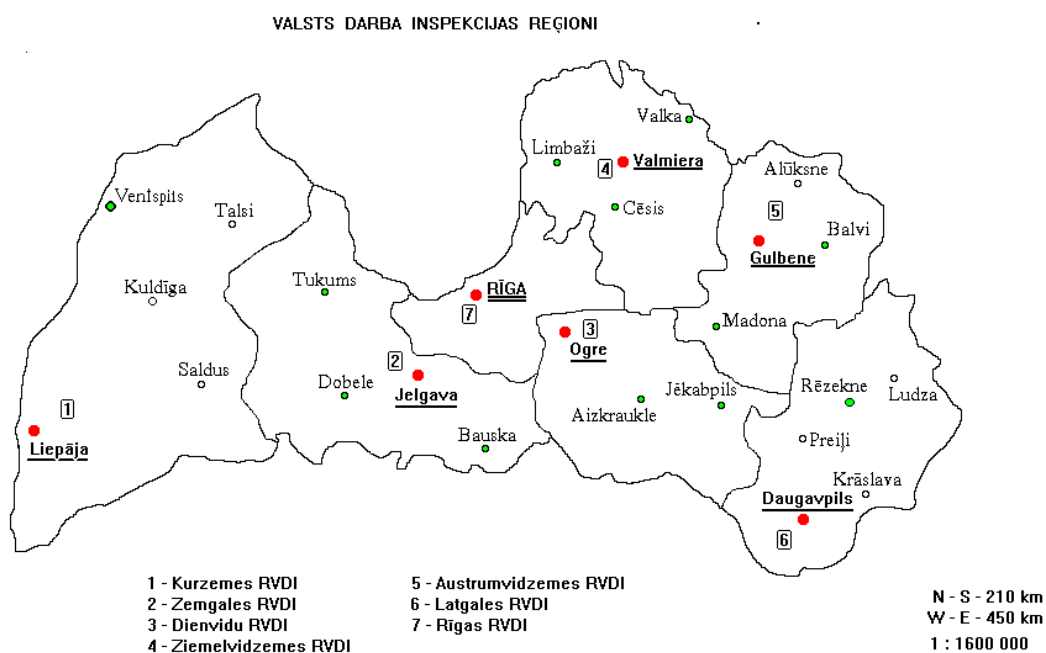 VALSTS DARBA INSPEKCIJAS REĢIONI
Valka
Limbaži
4 Valmiera
Alūksne
Ventspils
Talsi
Cēsis
5
Balvi
Gulbene
Tukums
RĪGA
Kuldīga
7
3
Madona
Ogre
2
Saldus
Dobele
Jelgava
Jēkabpils
Rēzekne
Ludza
1
Aizkraukle
Liepāja
Bauska
Preiļi
Krāslava
Daugavpils
6
1 - Kurzemes RVDI
2 - Zemgales RVDI
3 - Dienvidu RVDI
4 - Ziemelvidzemes RVDI
5 - Austrumvidzemes RVDI
6 - Latgales RVDI
7 - Rīgas RVDI
N - S - 210 km
W - E - 450 km
1 : 1600 000